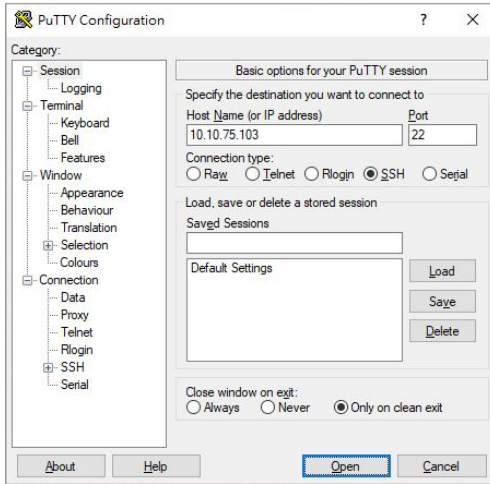 PuTTY Configuration
? X
Category:
Session
Logging
Terminal
Keyboard
Bell
Features
Window
Appearance
Behaviour
Translation
Selection
Colours
Connection
Data
Proxy
Telnet
Rlogin
SSH
Serial
Basic options for your PuTTY session
Specify the destination you want to connect to
Host Name (or IP address) Port
10.10.75.103 22
Connection type:
Raw Telnet Rlogin SSH Serial
Load, save or delete a stored session
Saved Sessions
Default Settings
Load
Save
Delete
Close window on exit:
Always Never Only on clean exit
About Help Open Cancel